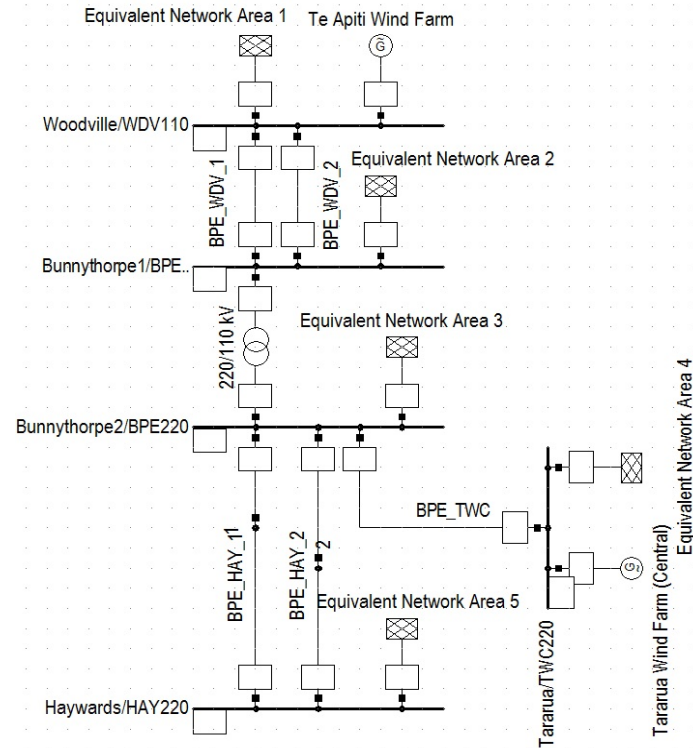 Equivalent Network Area 1
Te Apiti Wind Farm
G
Woodville/WDV110
BPE_WDV_1
BPE_WDV_2
Equivalent Network Area 2
Bunnythorpe1/BPE..
220/110 kV
Equivalent Network Area 3
Bunnythorpe2/BPE220
Equivalent Network Area 4
BPE_TWC
BPE_HAY_1
1
BPE_HAY_2
2
G
Tararua Wind Farm (Central)
Equivalent Network Area 5
Tararua/TWC220
Haywards/HAY220